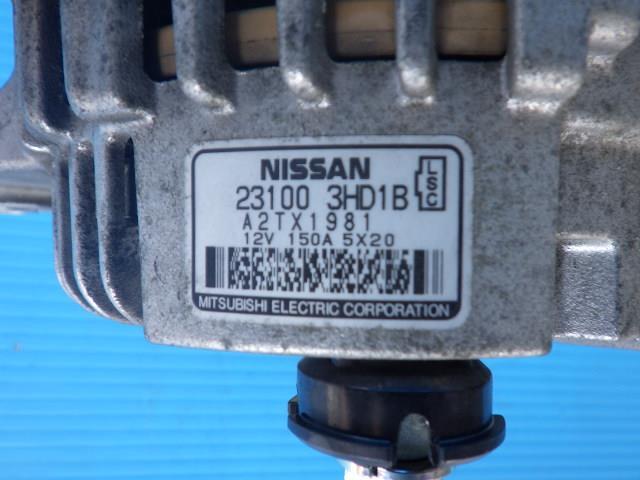 NISSAN
23100 3HD1B
LSC
A2TX1981
12V 150A 5X20
MITSUBISHI ELECTRIC CORPORATION